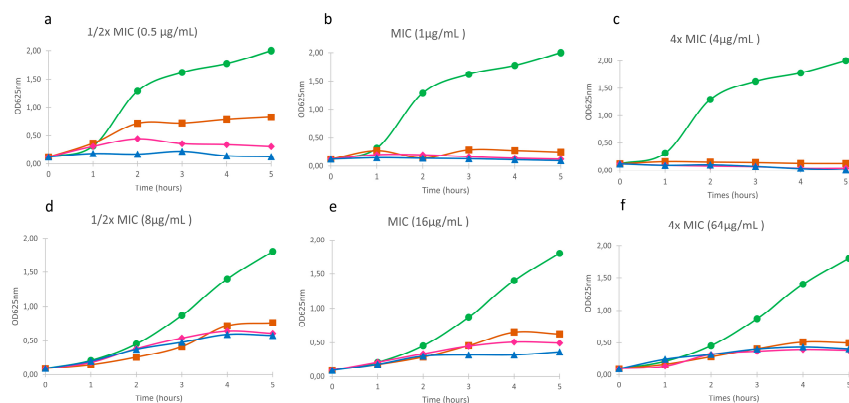 a
1/2x MIC (0.5 µg/mL)
2,00
1,50
1,00
0,50
0,00
OD625nm
0 1 2 3 4 5
Time (hours)
b
MIC (1µg/mL )
2,00
1,50
1,00
0,50
0,00
OD625nm
0 1 2 3 4 5
Time (hours)
c
4x MIC (4µg/mL )
2,00
1,50
1,00
0,50
0,00
OD625nm
0 1 2 3 4 5
Times (hours)
d
1/2x MIC (8µg/mL )
2,00
1,50
1,00
0,50
0,00
OD625nm
0 1 2 3 4 5
Time (hours)
e
MIC (16µg/mL )
2,00
1,50
1,00
0,50
0,00
OD625nm
0 1 2 3 4 5
Time (hours)
f
4x MIC (64µg/mL )
2,00
1,50
1,00
0,50
0,00
OD625nm
0 1 2 3 4 5
Time (hours)